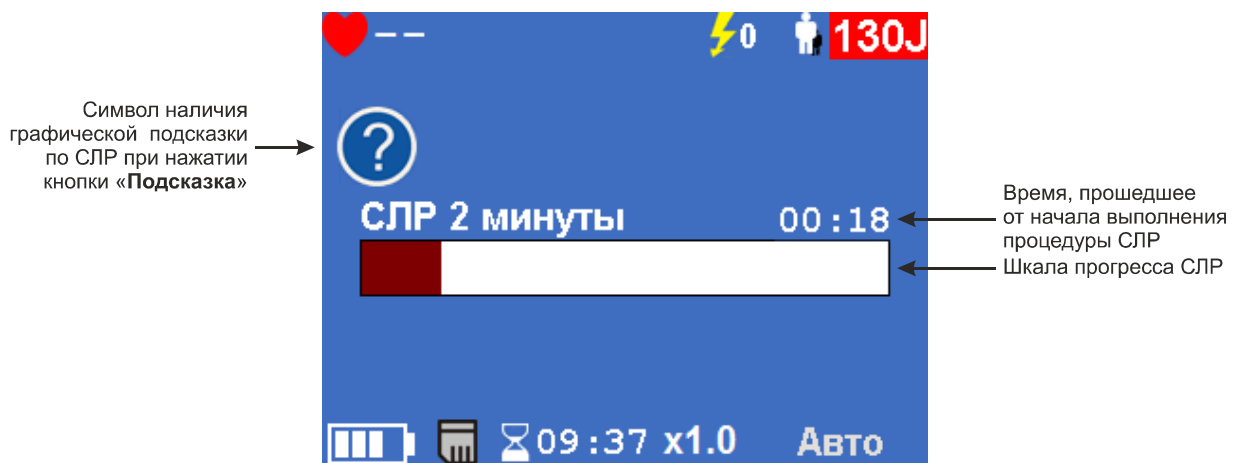 -- 0 130J
Символ наличия
графической подсказки
по СЛР при нажатии
кнопки «Подсказка»
?
СЛР 2 минуты 00:18
Время, прошедшее
от начала выполнения
процедуры СЛР
Шкала прогресса СЛР
09:37 x1.0 Авто